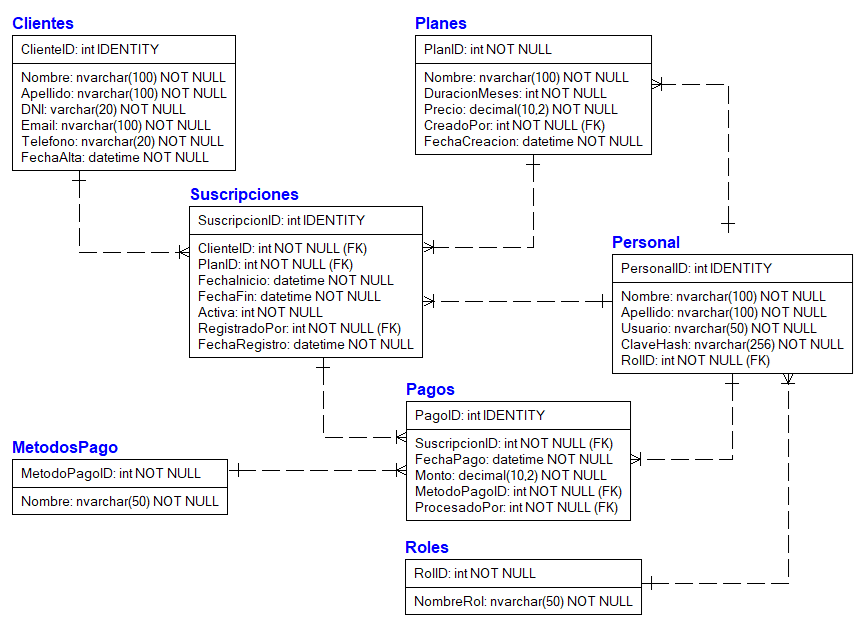 Clientes
ClienteID: int IDENTITY
Nombre: nvarchar(100) NOT NULL
Apellido: nvarchar(100) NOT NULL
DNI: varchar(20) NOT NULL
Email: nvarchar(100) NOT NULL
Telefono: nvarchar(20) NOT NULL
FechaAlta: datetime NOT NULL
Planes
PlanID: int NOT NULL
Nombre: nvarchar(100) NOT NULL
DuracionMeses: int NOT NULL
Precio: decimal(10,2) NOT NULL
CreadoPor: int NOT NULL (FK)
FechaCreacion: datetime NOT NULL
Suscripciones
SuscripcionID: int IDENTITY
ClienteID: int NOT NULL (FK)
PlanID: int NOT NULL (FK)
FechaInicio: datetime NOT NULL
FechaFin: datetime NOT NULL
Activa: int NOT NULL
RegistradoPor: int NOT NULL (FK)
FechaRegistro: datetime NOT NULL
Personal
PersonalID: int IDENTITY
Nombre: nvarchar(100) NOT NULL
Apellido: nvarchar(100) NOT NULL
Usuario: nvarchar(50) NOT NULL
ClaveHash: nvarchar(256) NOT NULL
RolID: int NOT NULL (FK)
Pagos
PagoID: int IDENTITY
SuscripcionID: int NOT NULL (FK)
FechaPago: datetime NOT NULL
Monto: decimal(10,2) NOT NULL
MetodoPagoID: int NOT NULL (FK)
ProcesadoPor: int NOT NULL (FK)
MetodosPago
MetodoPagoID: int NOT NULL
Nombre: nvarchar(50) NOT NULL
Roles
RolID: int NOT NULL
NombreRol: nvarchar(50) NOT NULL